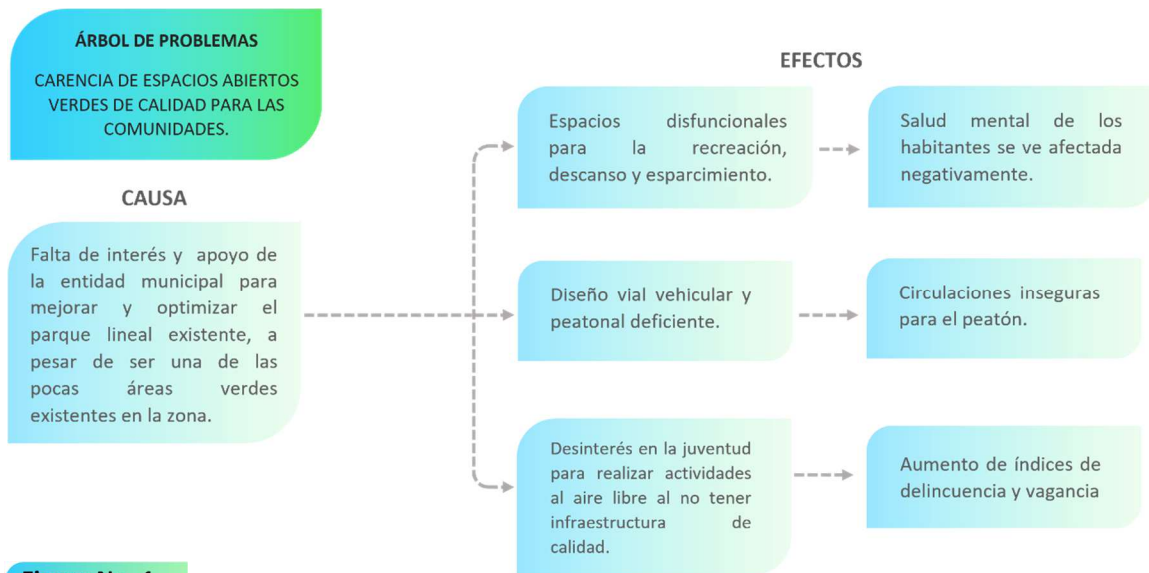 ÁRBOL DE PROBLEMAS
CARENCIA DE ESPACIOS ABIERTOS
VERDES DE CALIDAD PARA LAS
COMUNIDADES.
CAUSA
Falta de interés y apoyo de
la entidad municipal para
mejorar y optimizar el
parque lineal existente, a
pesar de ser una de las
pocas áreas verdes
existentes en la zona.
EFECTOS
Espacios disfuncionales
para la recreación,
descanso y esparcimiento.
Salud mental de los
habitantes se ve afectada
negativamente.
Diseño vial vehicular y
peatonal deficiente.
Circulaciones inseguras
para el peatón.
Desinterés en la juventud
para realizar actividades
al aire libre al no tener
infraestructura de
calidad.
Aumento de índices de
delincuencia y vagancia